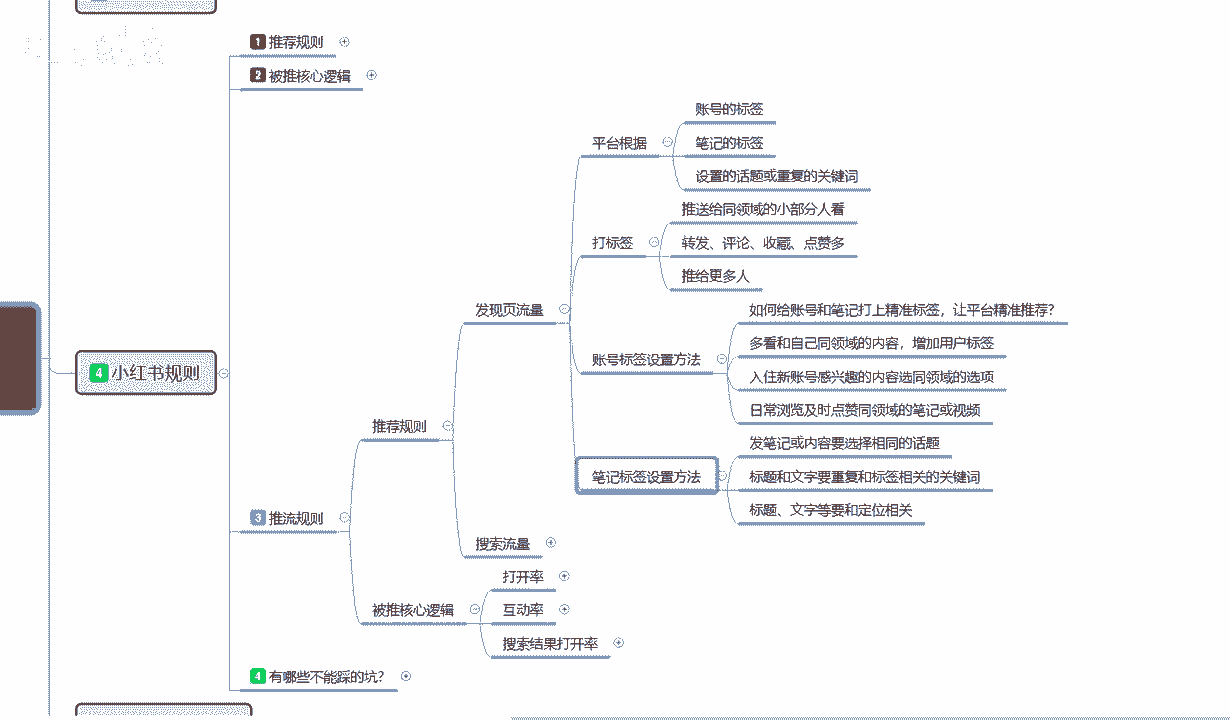 1 推荐规则
2 被推核心逻辑
账号的标签
平台根据
笔记的标签
设置的话题或重复的关键词
推送给同领域的小部分人看
打标签
转发、评论、收藏、点赞多
推给更多人
发现页流量
如何给账号和笔记打上精准标签，让平台精准推荐?
多看和自己同领域的内容，增加用户标签
账号标签设置方法
4 小红书规则
入住新账号感兴趣的内容选同领域的选项
日常浏览及时点赞同领域的笔记或视频
推荐规则
发笔记或内容要选择相同的话题
笔记标签设置方法
标题和文字要重复和标签相关的关键词
标题、文字等要和定位相关
3 推流规则
搜索流量
打开率
被推核心逻辑
互动率
搜索结果打开率
4 有哪些不能踩的坑?